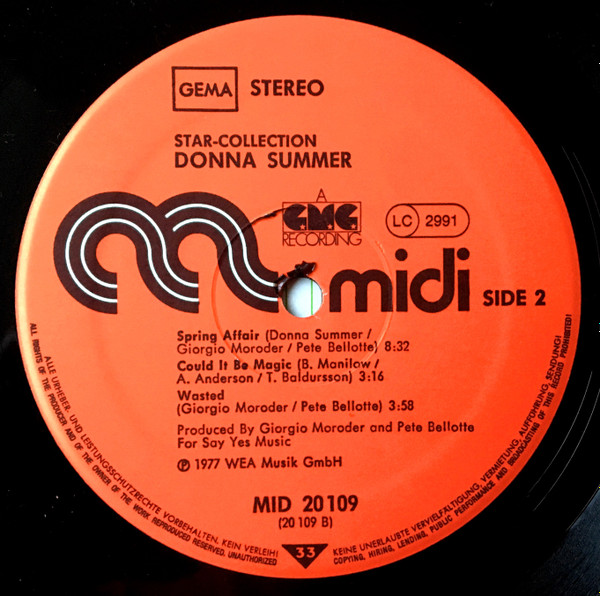 GEMA STEREO
STAR-COLLECTION
DONNA SUMMER
A
GMG
RECORDING
LC 2991
midi SIDE 2
Spring Affair (Donna Summer /
Giorgio Moroder / Pete Bellotte) 8:32
Could It Be Magic (B. Manilow /
A. Anderson / T. Baldursson) 3:16
Wasted
(Giorgio Moroder / Pete Bellotte) 3:58
Produced By Giorgio Moroder and Pete Bellotte
For Say Yes Music
℗ 1977 WEA Musik GmbH
MID 20 109
(20 109 B)
33
ALLE URHEBER- UND LEISTUNGSSCHUTZRECHTE VORBEHALTEN. KEIN VERLEIH! KEINE UNERLAUBTE VERVIELFÄLTIGUNG, VERMIETUNG, AUFFÜHRUNG, SENDUNG!
ALL RIGHTS OF THE PRODUCER AND OF THE OWNER OF THE WORK REPRODUCED RESERVED. UNAUTHORIZED COPYING, HIRING, LENDING, PUBLIC PERFORMANCE AND BROADCASTING OF THIS RECORD PROHIBITED!